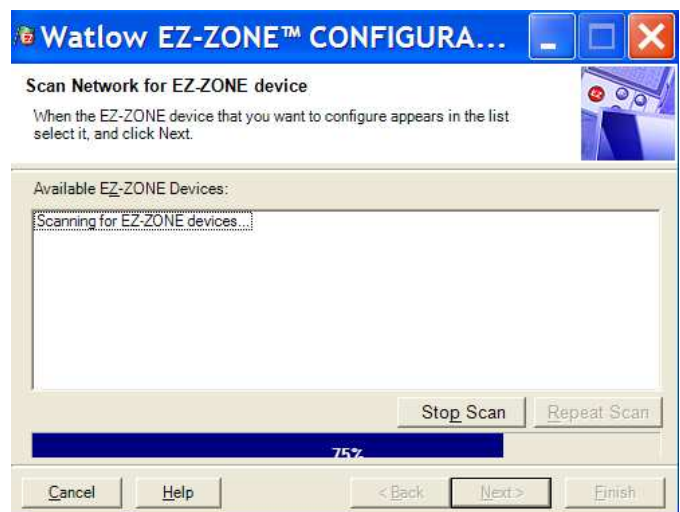 Watlow EZ-ZONE™ CONFIGURA...
Scan Network for EZ-ZONE device
When the EZ-ZONE device that you want to configure appears in the list
select it, and click Next.
EZ
Available EZ-ZONE Devices:
Scanning for EZ-ZONE devices...
Stop Scan Repeat Scan
75%
Cancel Help < Back Next > Finish